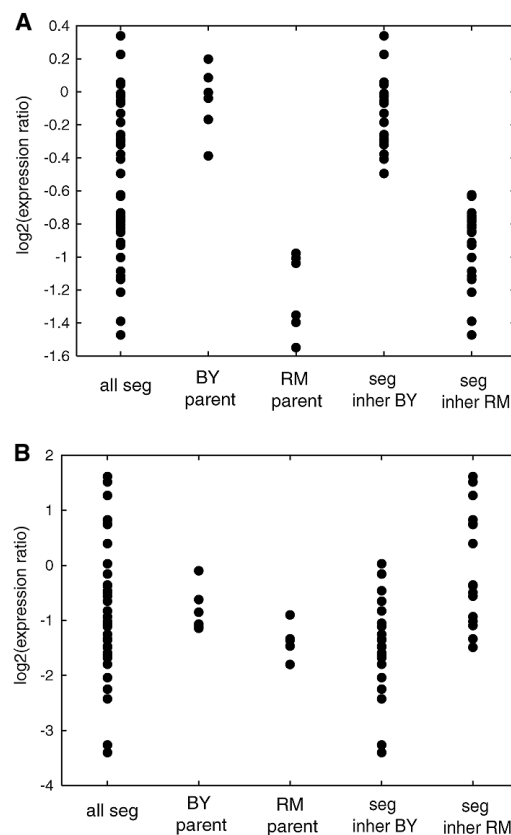 A
0.4
0.2
0
-0.2
-0.4
-0.6
-0.8
-1
-1.2
-1.4
-1.6
log2(expression ratio)
all seg
BY
parent
RM
parent
seg
inher BY
seg
inher RM
B
2
1
0
-1
-2
-3
-4
log2(expression ratio)
all seg
BY
parent
RM
parent
seg
inher BY
seg
inher RM